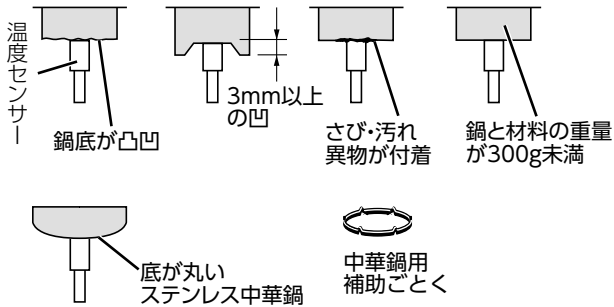 温度センサー
鍋底が凸凹
3mm以上
の凹
さび・汚れ
異物が付着
鍋と材料の重量
が300g未満
底が丸い
ステンレス中華鍋
中華鍋用
補助ごとく